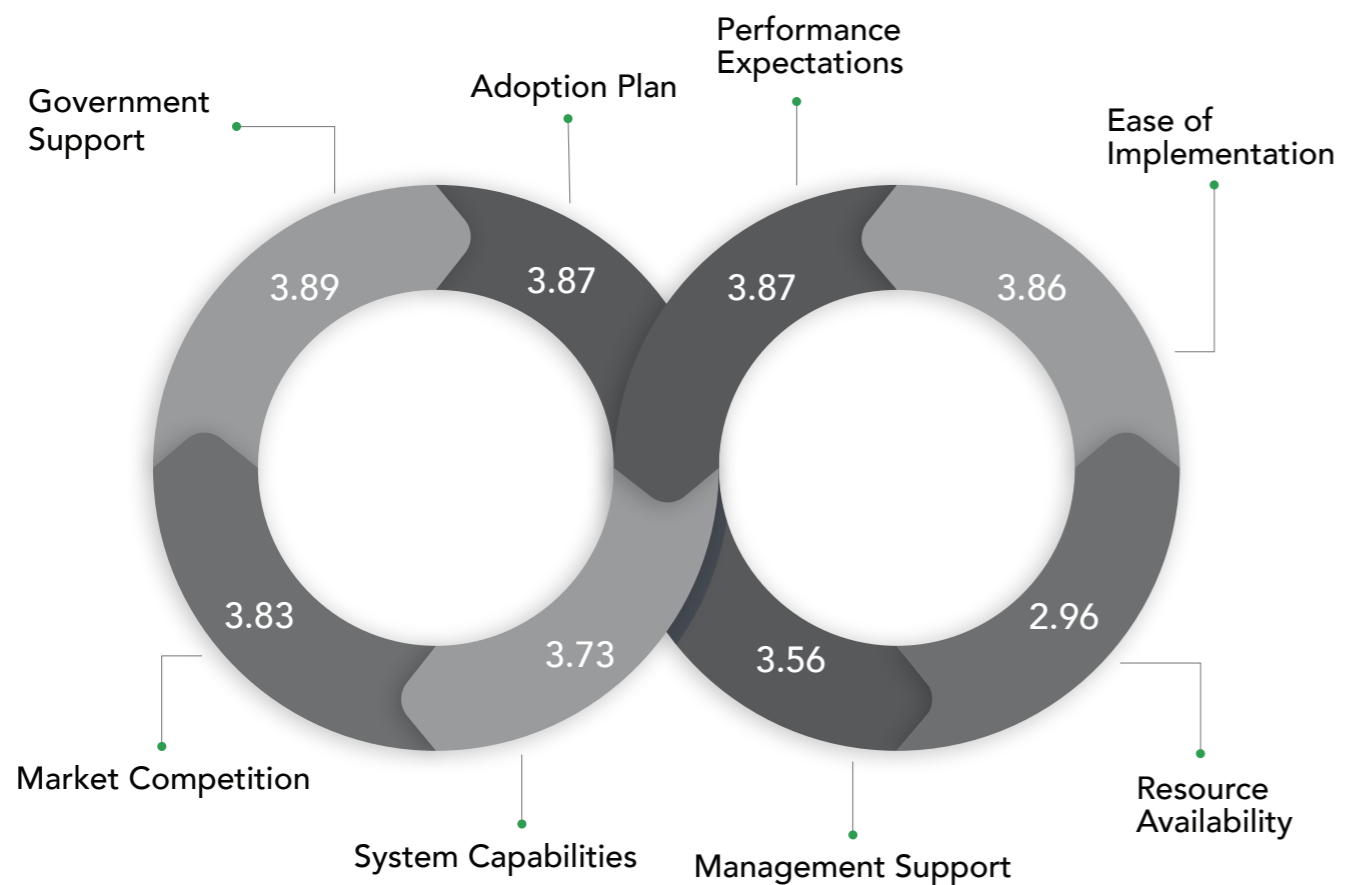 Performance
Expectations
Adoption Plan
Government
Support
Ease of
Implementation
3.89
3.87
3.87
3.86
3.83
3.73
3.56
2.96
Market Competition
System Capabilities
Management Support
Resource
Availability